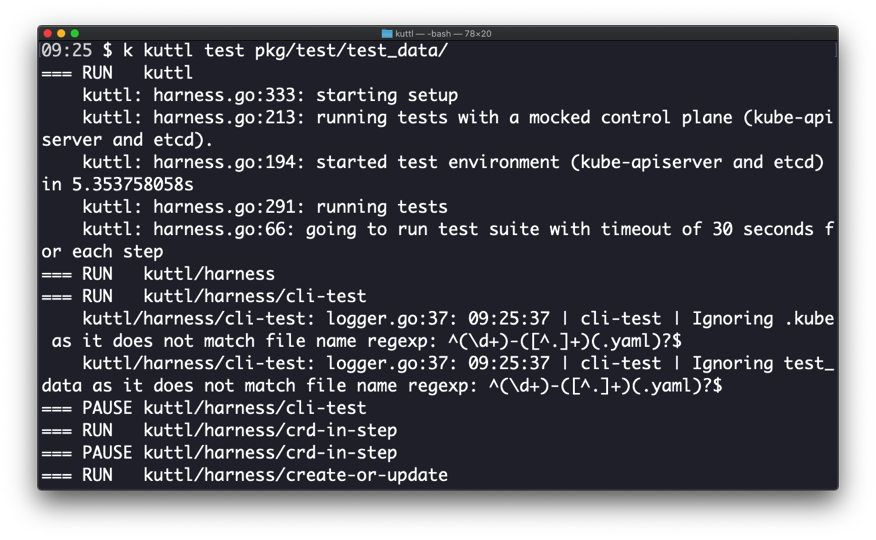 kuttl — -bash — 78×20
09:25 $ k kuttl test pkg/test/test_data/
=== RUN   kuttl
    kuttl: harness.go:333: starting setup
    kuttl: harness.go:213: running tests with a mocked control plane (kube-api
server and etcd).
    kuttl: harness.go:194: started test environment (kube-apiserver and etcd)
in 5.353758058s
    kuttl: harness.go:291: running tests
    kuttl: harness.go:66: going to run test suite with timeout of 30 seconds f
or each step
=== RUN   kuttl/harness
=== RUN   kuttl/harness/cli-test
    kuttl/harness/cli-test: logger.go:37: 09:25:37 | cli-test | Ignoring .kube
 as it does not match file name regexp: ^(\d+)-([^.]+)(.yaml)?$
    kuttl/harness/cli-test: logger.go:37: 09:25:37 | cli-test | Ignoring test_
data as it does not match file name regexp: ^(\d+)-([^.]+)(.yaml)?$
=== PAUSE kuttl/harness/cli-test
=== RUN   kuttl/harness/crd-in-step
=== PAUSE kuttl/harness/crd-in-step
=== RUN   kuttl/harness/create-or-update